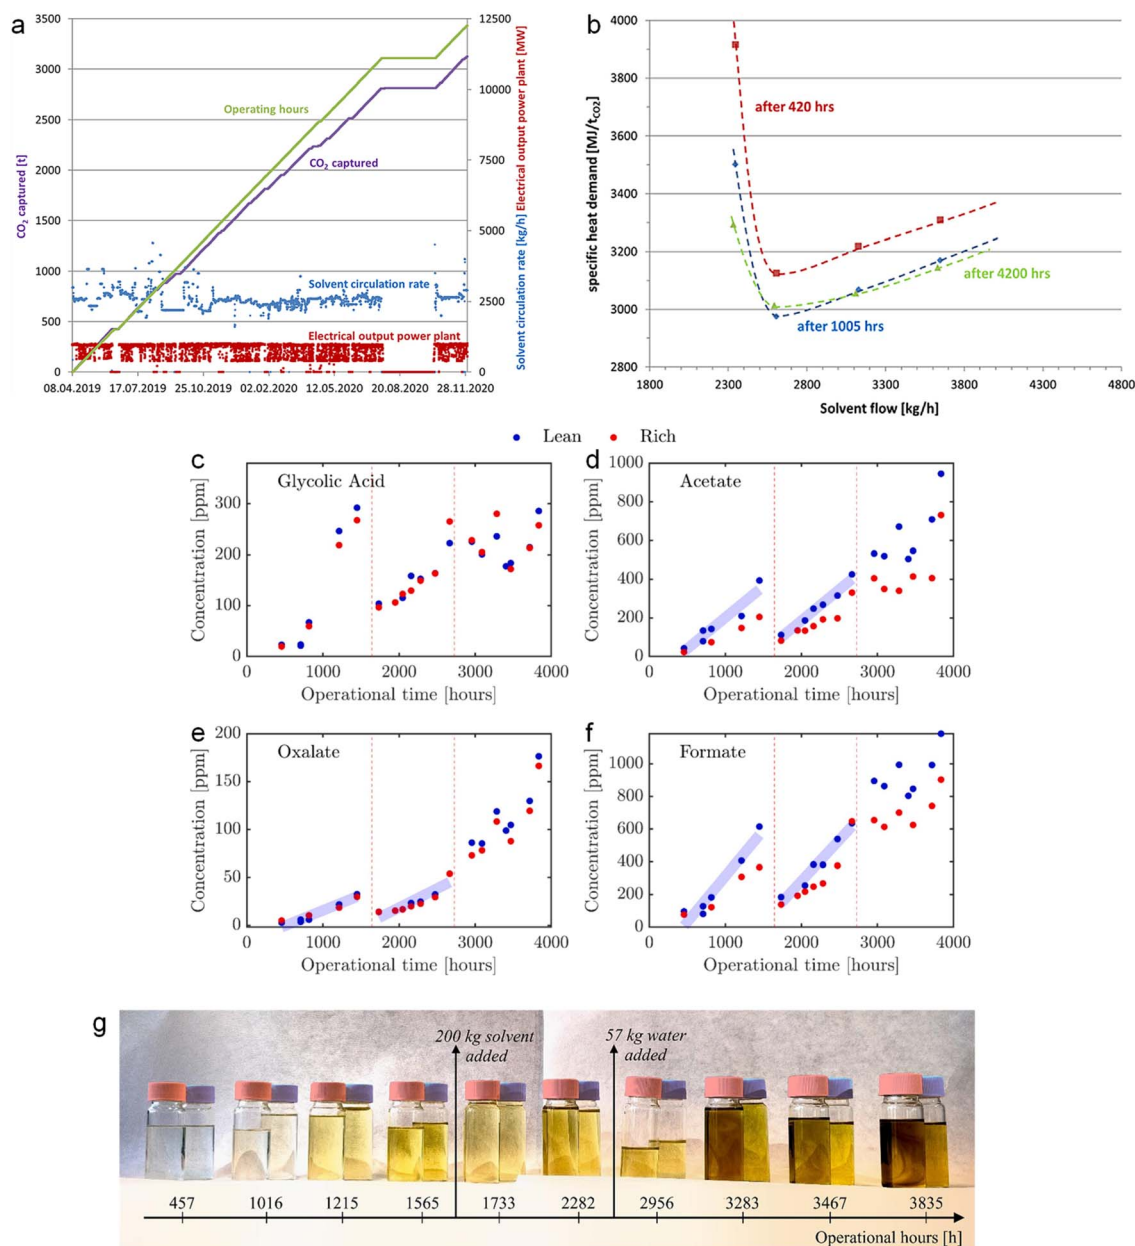 a
3500
3000
2500
2000
1500
1000
500
0
CO2 captured [t]
Operating hours
CO2 captured
Solvent circulation rate
Electrical output power plant
12500
10000
7500
5000
2500
0
Electrical output power plant [MW]
Solvent circulation rate [kg/h]
08.04.2019 17.07.2019 25.10.2019 02.02.2020 12.05.2020 20.08.2020 28.11.2020
b
4000
3800
3600
3400
3200
3000
2800
specific heat demand [MJ/tCO2]
after 420 hrs
after 4200 hrs
after 1005 hrs
1800 2300 2800 3300 3800 4300 4800
Solvent flow [kg/h]
Lean Rich
c
Glycolic Acid
300
200
100
0
Concentration [ppm]
0 1000 2000 3000 4000
Operational time [hours]
d
Acetate
1000
800
600
400
200
0
Concentration [ppm]
0 1000 2000 3000 4000
Operational time [hours]
e
Oxalate
200
150
100
50
0
Concentration [ppm]
0 1000 2000 3000 4000
Operational time [hours]
f
Formate
1000
800
600
400
200
0
Concentration [ppm]
0 1000 2000 3000 4000
Operational time [hours]
g
200 kg solvent
added
57 kg water
added
457 1016 1215 1565 1733 2282 2956 3283 3467 3835
Operational hours [h]